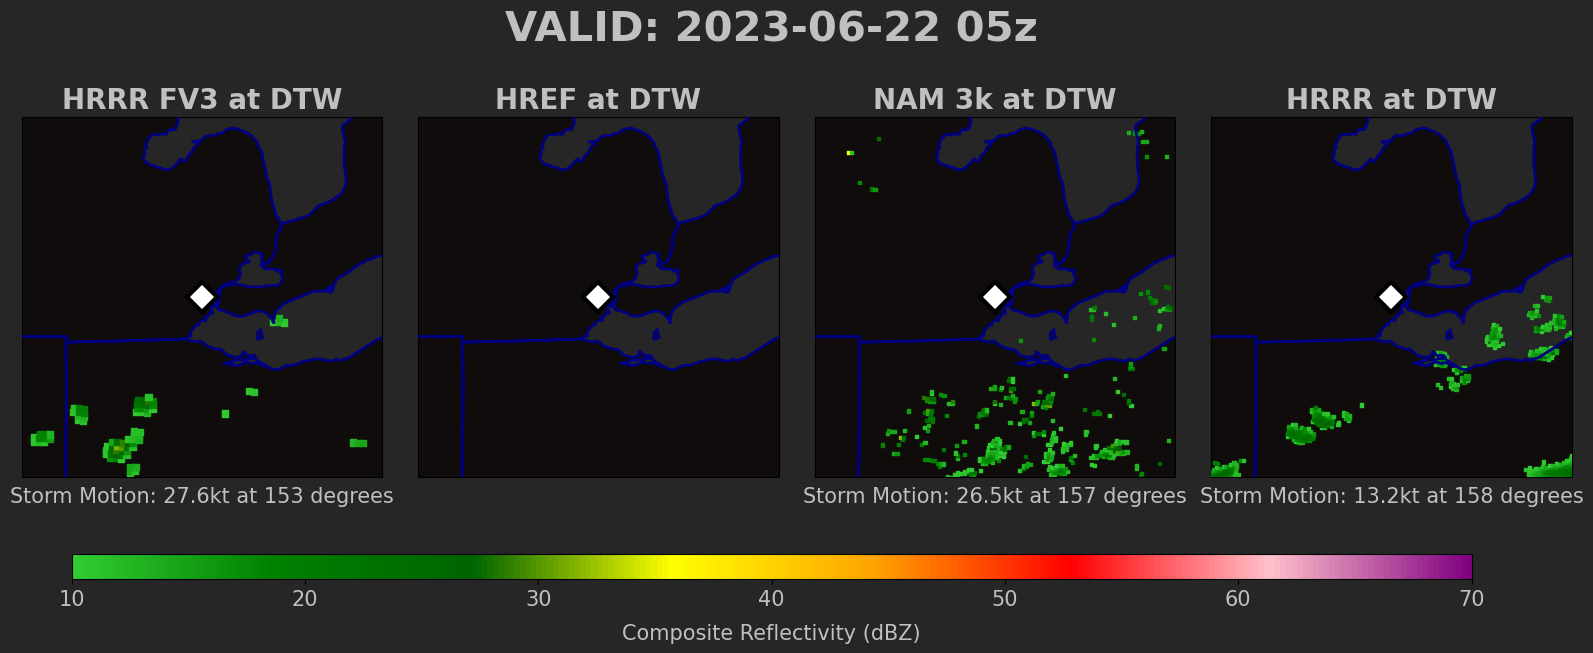 VALID: 2023-06-22 05z
HRRR FV3 at DTW
HREF at DTW
NAM 3k at DTW
HRRR at DTW
Storm Motion: 27.6kt at 153 degrees
Storm Motion: 26.5kt at 157 degrees
Storm Motion: 13.2kt at 158 degrees
10 20 30 40 50 60 70
Composite Reflectivity (dBZ)